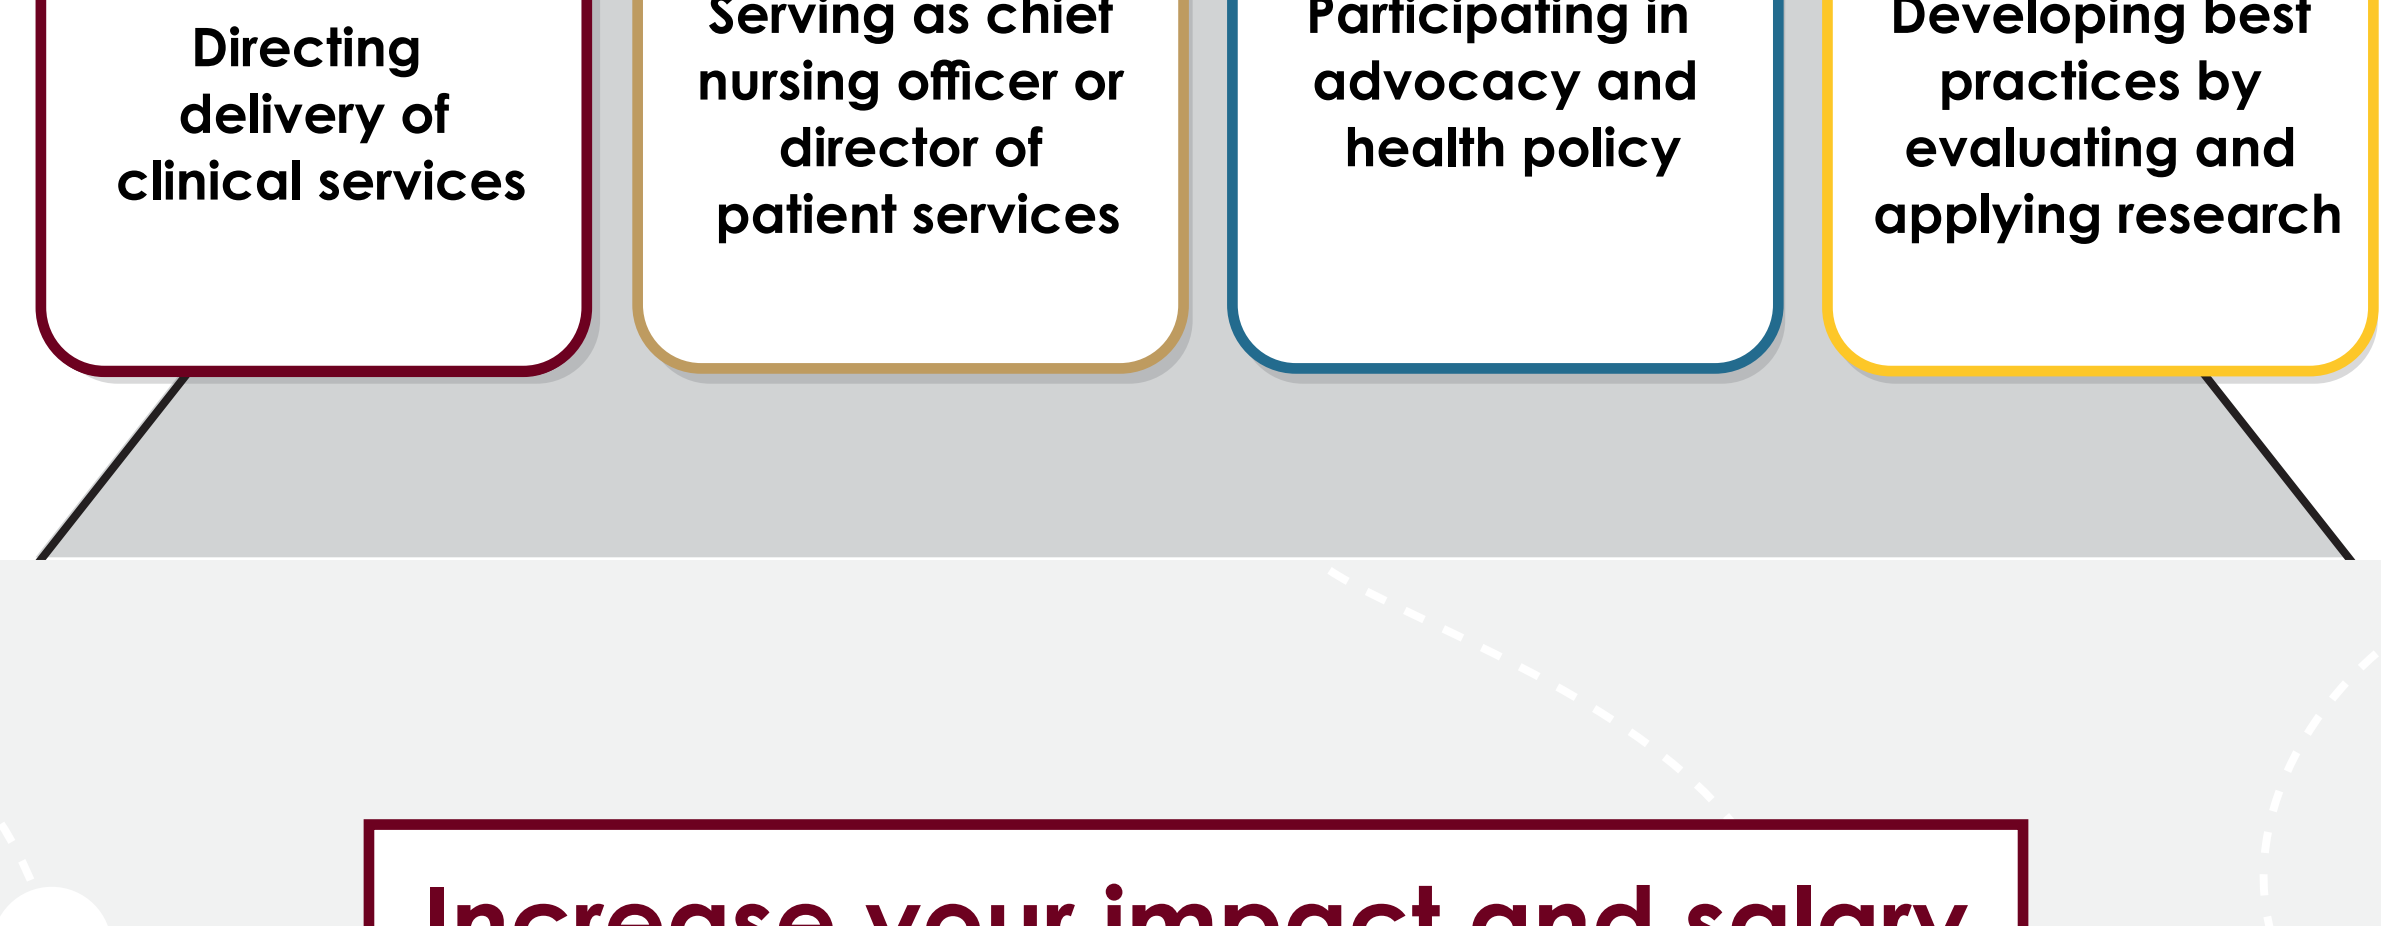 Directing
delivery of
clinical services
Serving as chief
nursing officer or
director of
patient services
Participating in
advocacy and
health policy
Developing best
practices by
evaluating and
applying research
Increase your impact and salary